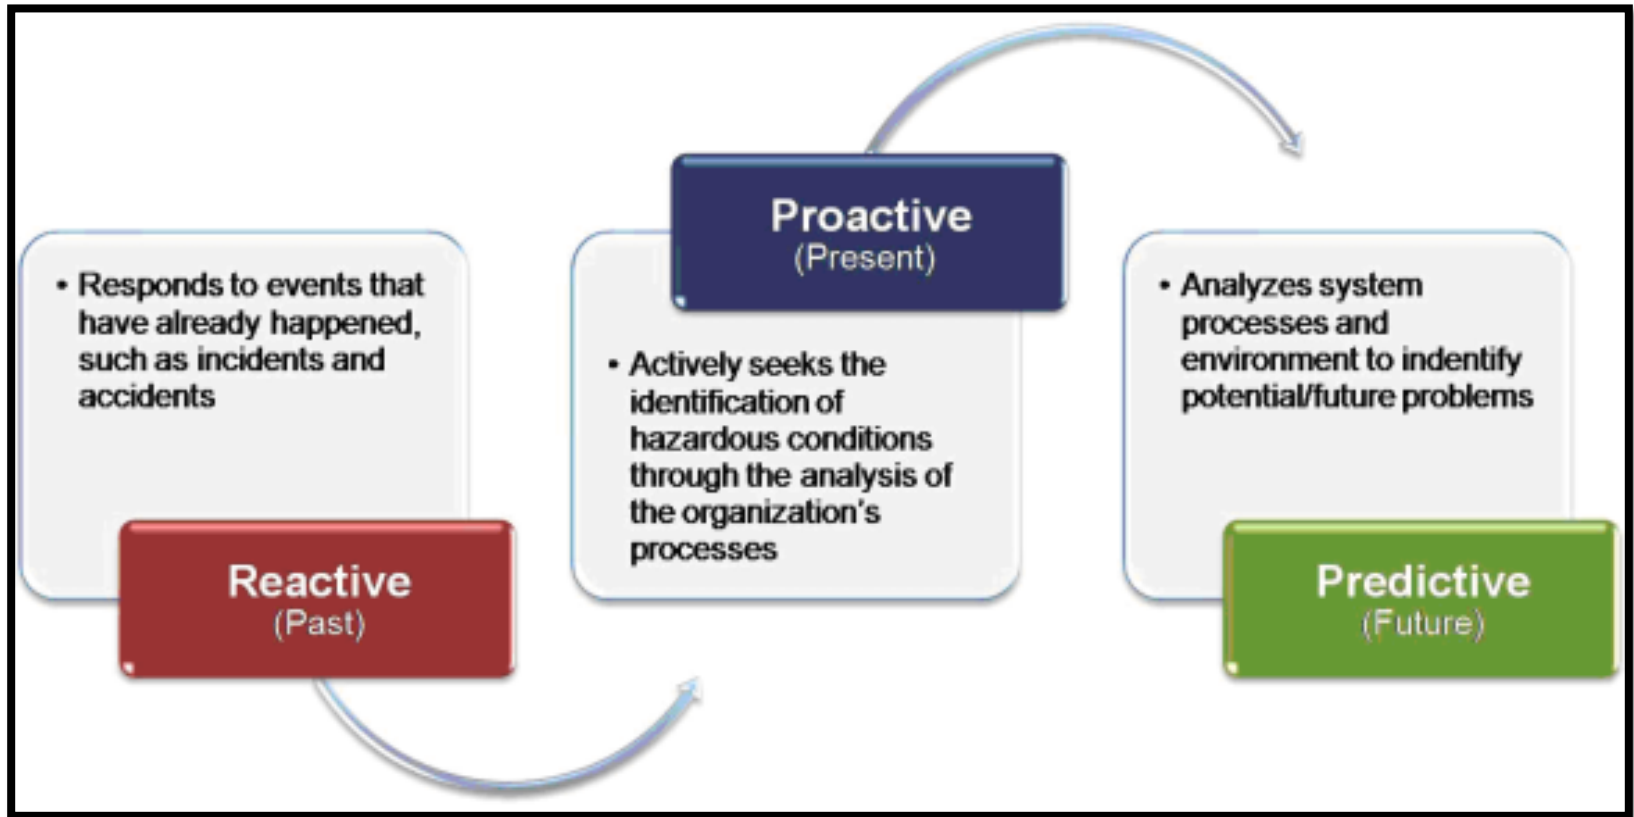 • Responds to events that
have already happened,
such as incidents and
accidents
Reactive
(Past)
Proactive
(Present)
• Actively seeks the
identification of
hazardous conditions
through the analysis of
the organization's
processes
• Analyzes system
processes and
environment to indentify
potential/future problems
Predictive
(Future)